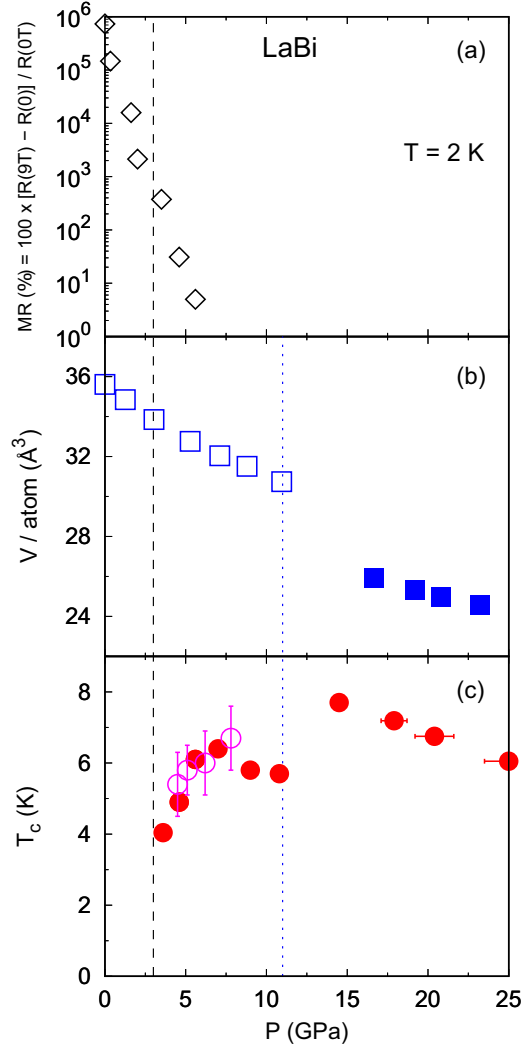 LaBi
(a)
T = 2 K
MR (%) = 100 x [R(9T) − R(0)] / R(0T)
10^6
10^5
10^4
10^3
10^2
10^1
10^0
(b)
V / atom (Å^3)
36
32
28
24
(c)
T_c (K)
8
6
4
2
0
0 5 10 15 20 25
P (GPa)